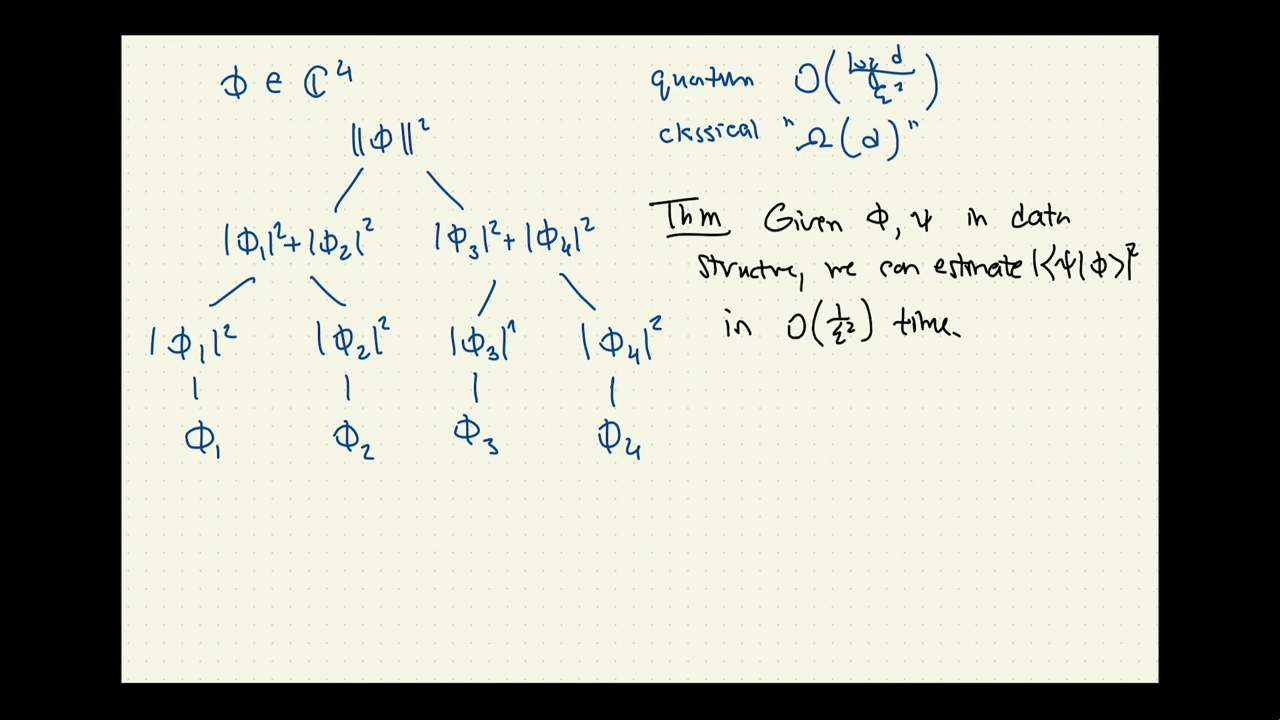 ϕ ∈ ℂ⁴
||ϕ||²
|ϕ₁|²+|ϕ₂|² |ϕ₃|²+|ϕ₄|²
|ϕ₁|² |ϕ₂|² |ϕ₃|² |ϕ₄|²
ϕ₁ ϕ₂ ϕ₃ ϕ₄
quantum O(log d / ε²)
classical "Ω(d)"
Thm Given ϕ, ψ in data
structre, we can estimate |⟨ψ|ϕ⟩|²
in O(1/ε²) time.